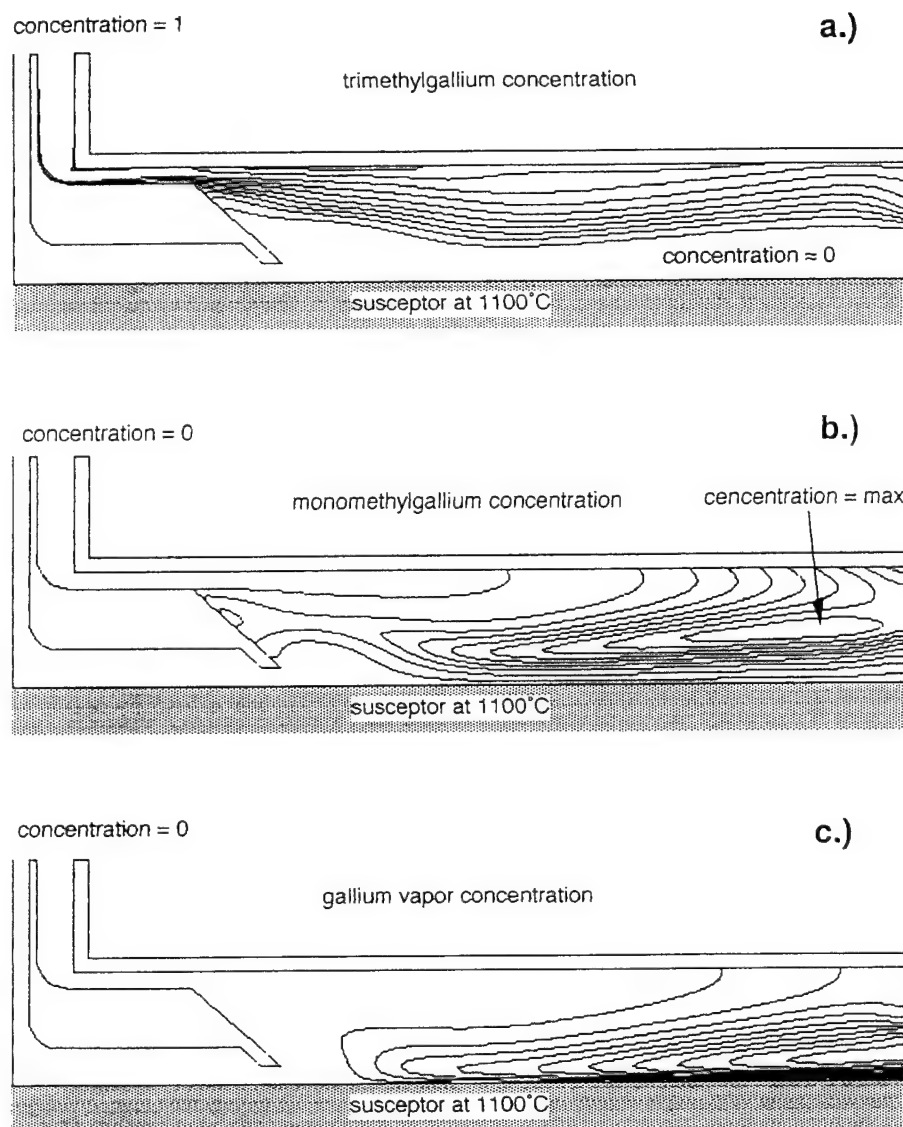 concentration = 1
a.)
trimethylgallium concentration
concentration ≈ 0
susceptor at 1100°C
concentration = 0
b.)
monomethylgallium concentration
cencentration = max
susceptor at 1100°C
concentration = 0
c.)
gallium vapor concentration
susceptor at 1100°C